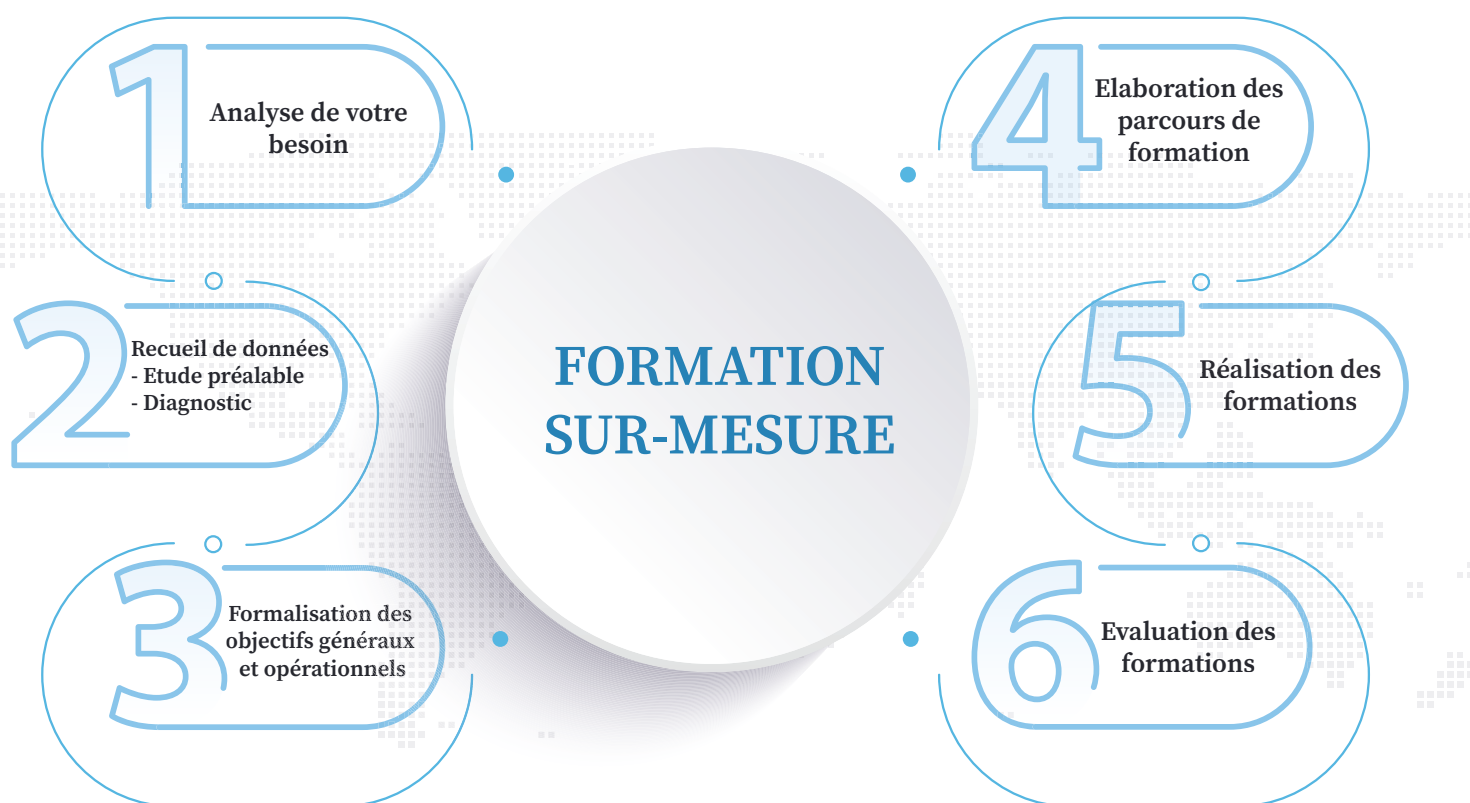 1
Analyse de votre
besoin
2
Recueil de données
- Etude préalable
- Diagnostic
3
Formalisation des
objectifs généraux
et opérationnels
FORMATION
SUR-MESURE
4
Elaboration des
parcours de
formation
5
Réalisation des
formations
6
Evaluation des
formations